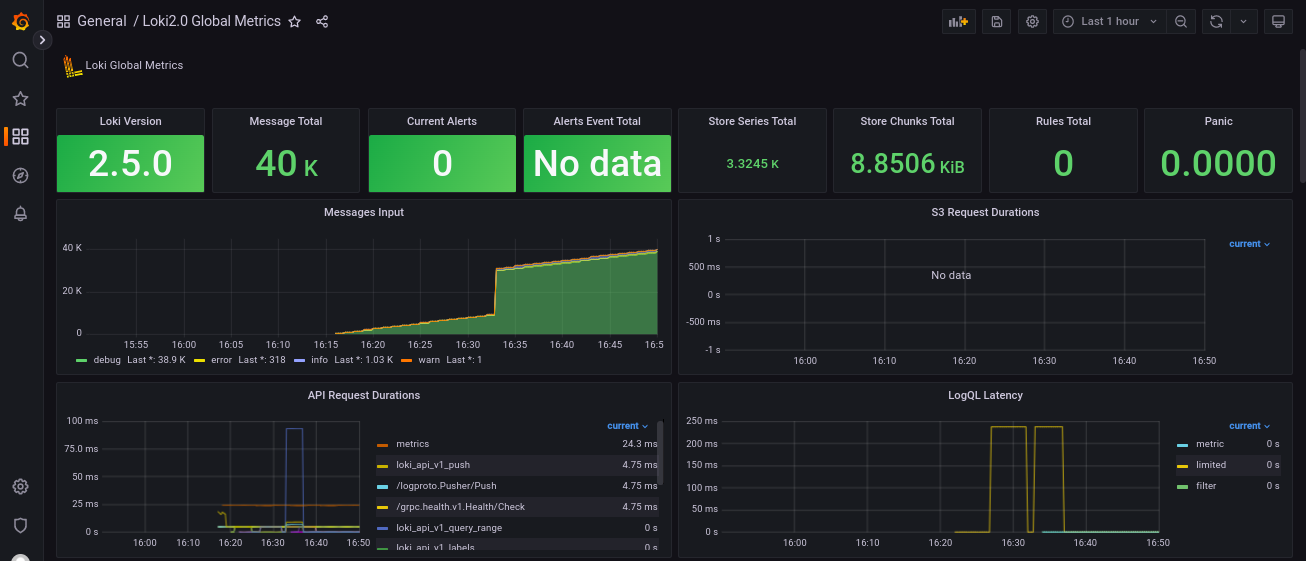 General / Loki2.0 Global Metrics
Last 1 hour
Loki Global Metrics
Loki Version
2.5.0
Message Total
40 K
Current Alerts
0
Alerts Event Total
No data
Store Series Total
3.3245 K
Store Chunks Total
8.8506 KiB
Rules Total
0
Panic
0.0000
Messages Input
40 K
20 K
0
15:55 16:00 16:05 16:10 16:15 16:20 16:25 16:30 16:35 16:40 16:45 16:5
debug Last *: 38.9 K error Last *: 318 info Last *: 1.03 K warn Last *: 1
S3 Request Durations
current
1 s
500 ms
0 s
-500 ms
-1 s
No data
16:00 16:10 16:20 16:30 16:40 16:50
API Request Durations
100 ms
75.0 ms
50 ms
25 ms
0 s
16:00 16:10 16:20 16:30 16:40 16:50
current
metrics 24.3 ms
loki_api_v1_push 4.75 ms
/logproto.Pusher/Push 4.75 ms
/grpc.health.v1.Health/Check 4.75 ms
loki_api_v1_query_range 0 s
loki_api_v1_labels 0 s
LogQL Latency
250 ms
200 ms
150 ms
100 ms
50 ms
0 s
16:00 16:10 16:20 16:30 16:40 16:50
current
metric 0 s
limited 0 s
filter 0 s